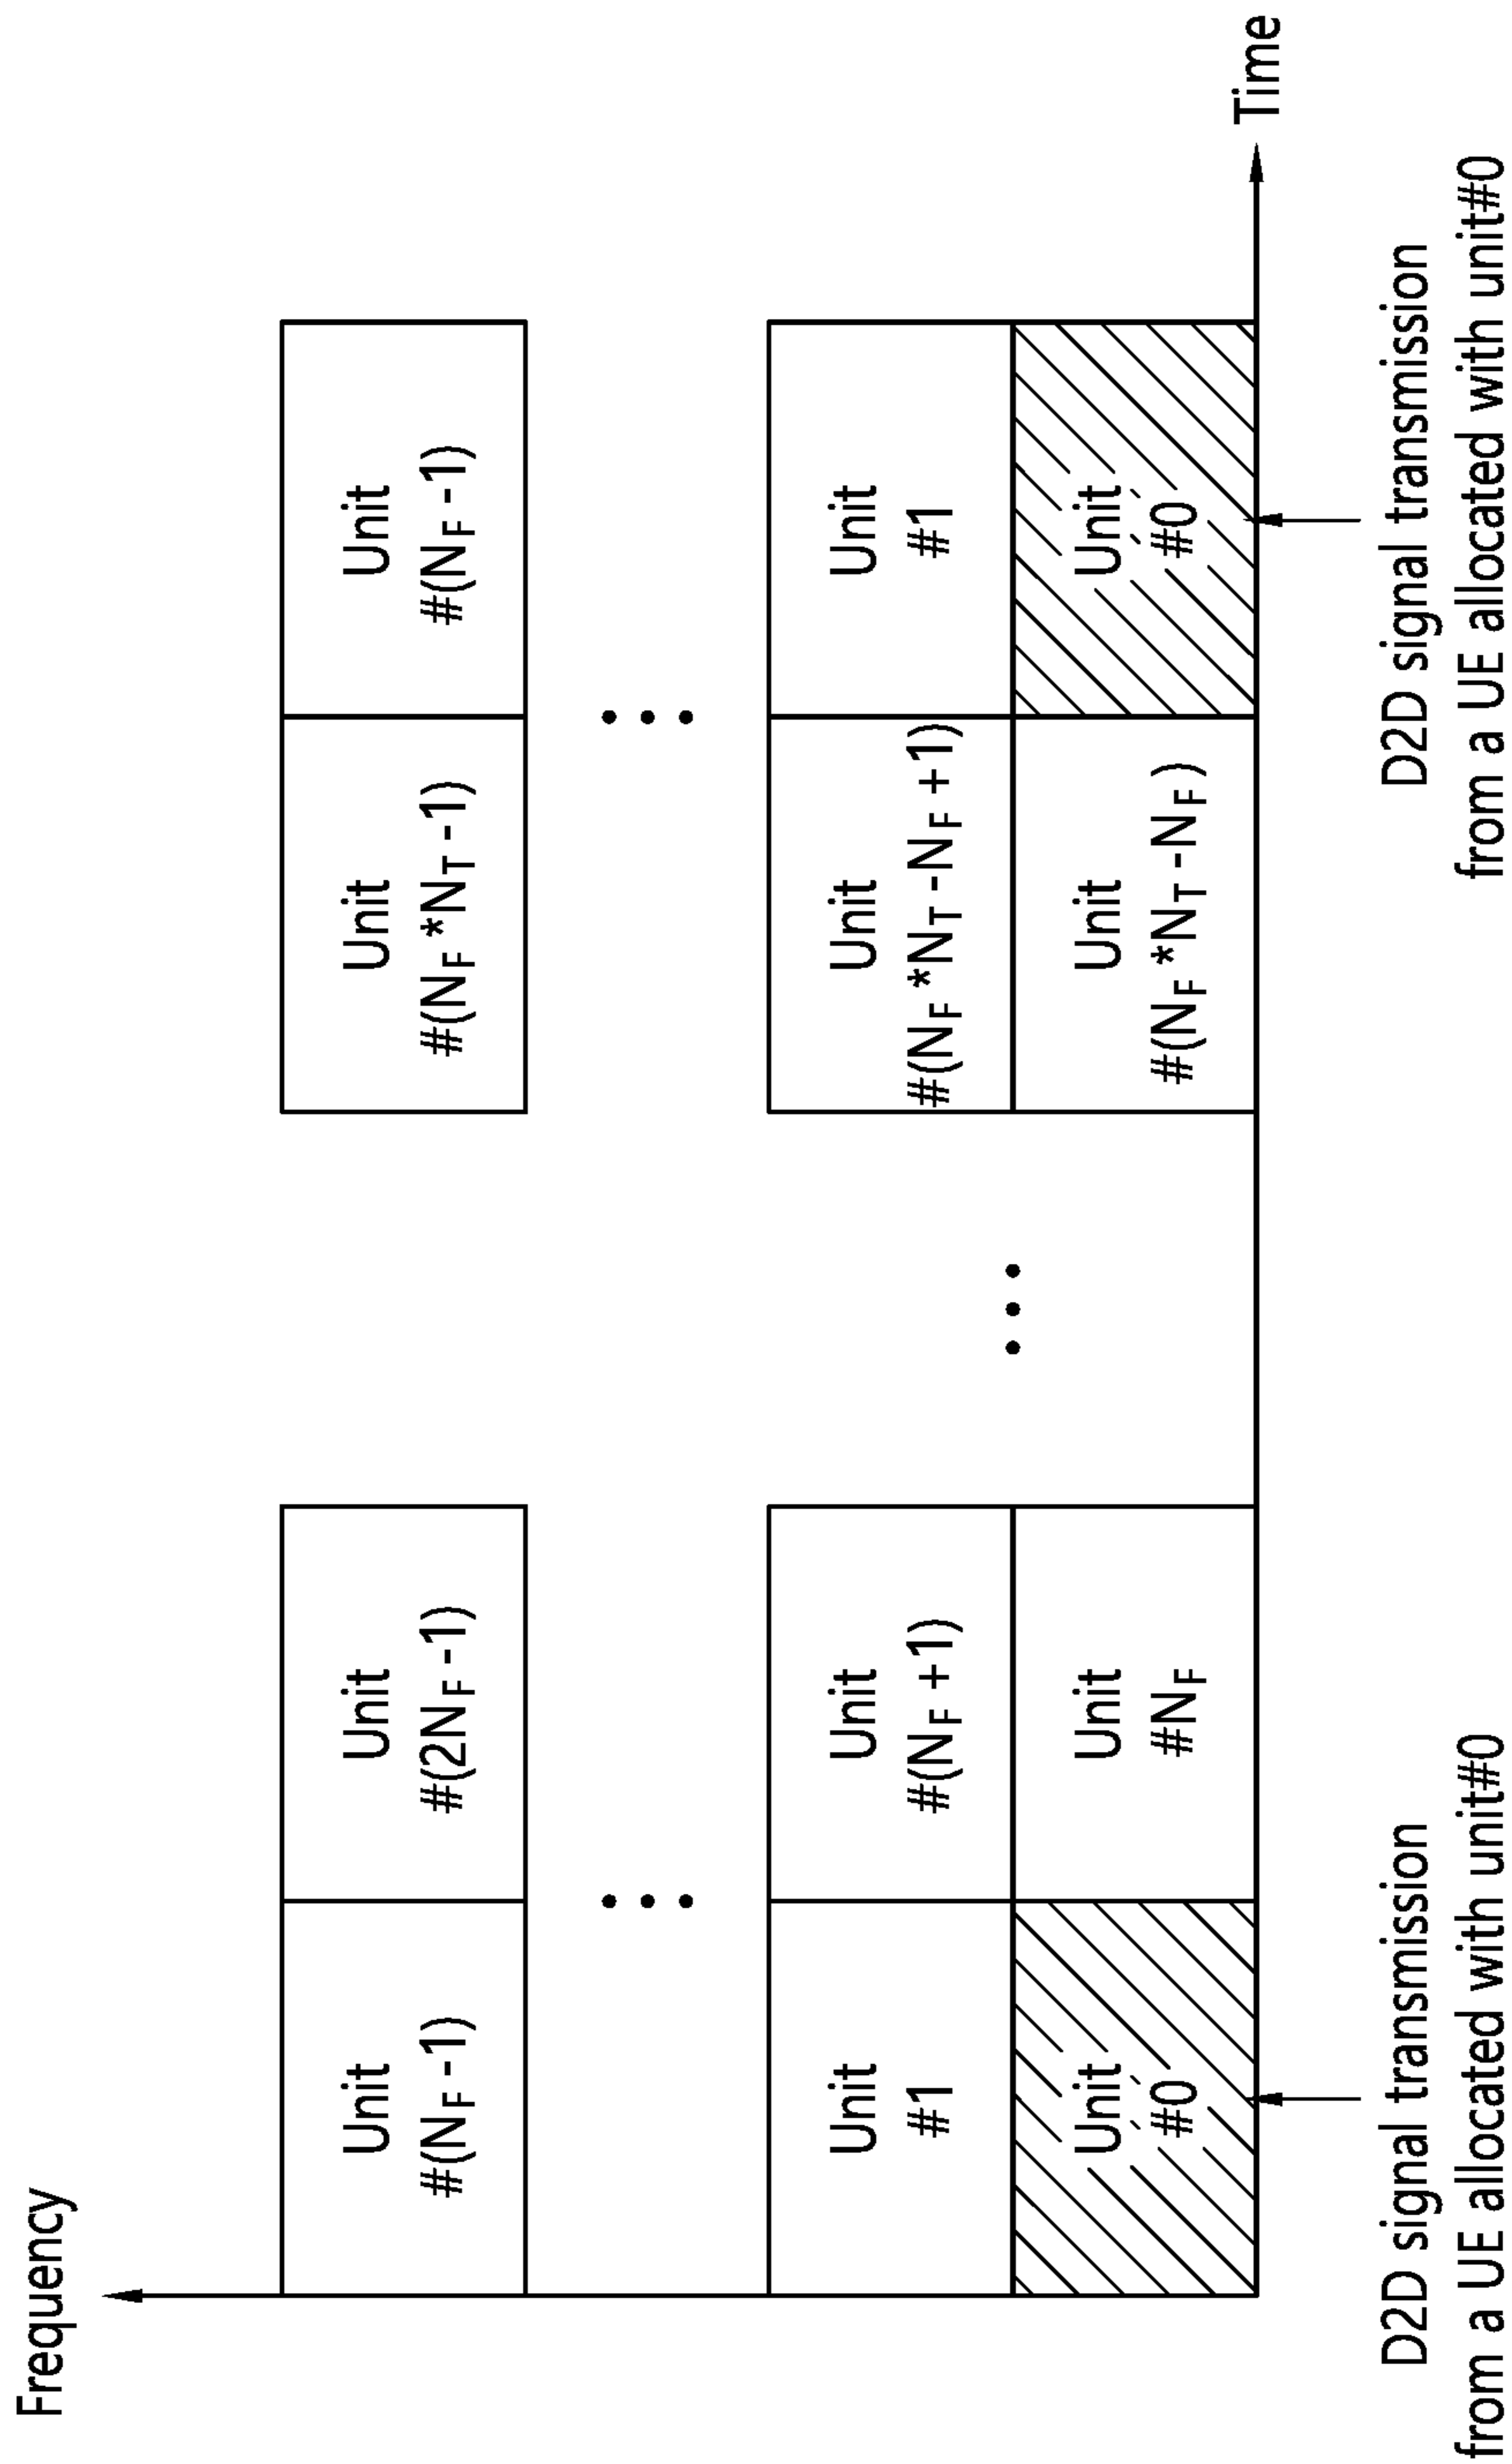 Frequency
Unit
#(N_F-1)
Unit
#(2N_F-1)
Unit
#(N_F*N_T-1)
Unit
#(N_F-1)
Unit
#1
Unit
#(N_F+1)
Unit
#(N_F*N_T-N_F+1)
Unit
#1
Unit
#0
Unit
#N_F
Unit
#(N_F*N_T-N_F)
Unit
#0
Time
D2D signal transmission
from a UE allocated with unit#0
D2D signal transmission
from a UE allocated with unit#0